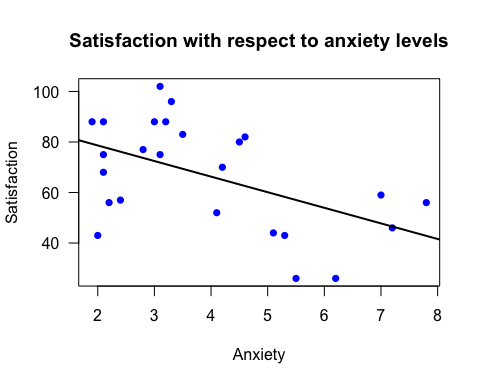 Satisfaction with respect to anxiety levels
100
80
60
40
Satisfaction
2 3 4 5 6 7 8
Anxiety